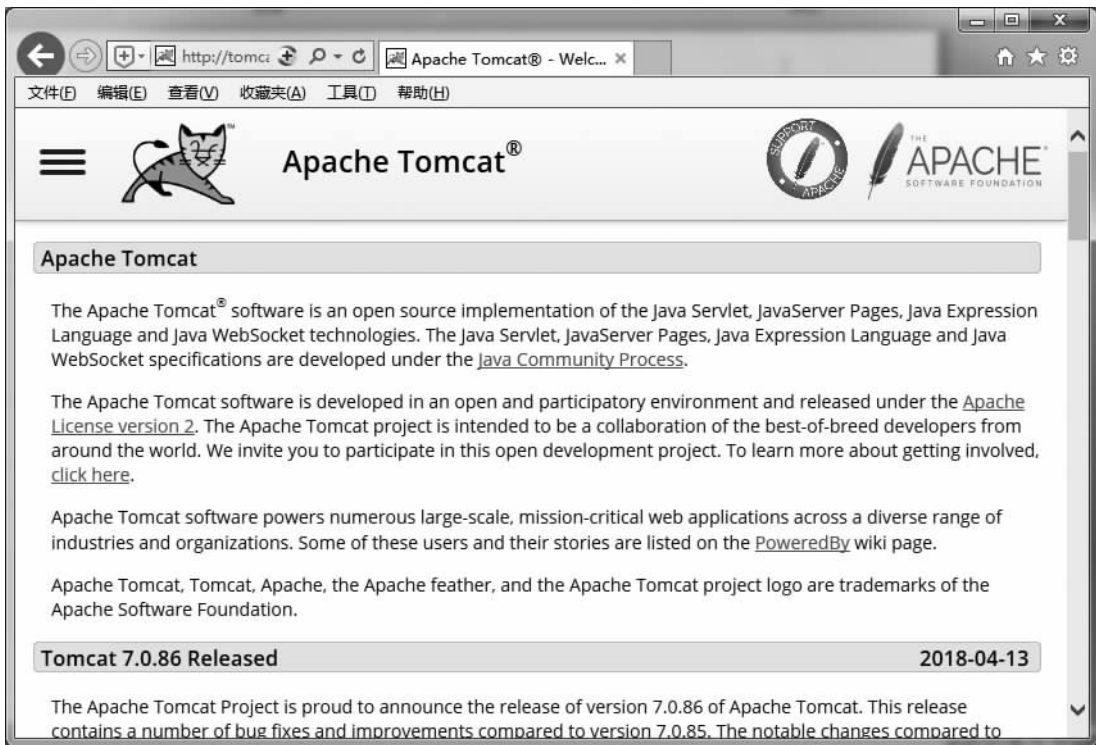 http://tomca
Apache Tomcat® - Welc...
文件(F) 编辑(E) 查看(V) 收藏夹(A) 工具(T) 帮助(H)
TM
Apache Tomcat®
SUPPORT
APACHE
THE
APACHE
SOFTWARE FOUNDATION
Apache Tomcat
The Apache Tomcat® software is an open source implementation of the Java Servlet, JavaServer Pages, Java Expression
Language and Java WebSocket technologies. The Java Servlet, JavaServer Pages, Java Expression Language and Java
WebSocket specifications are developed under the Java Community Process.
The Apache Tomcat software is developed in an open and participatory environment and released under the Apache
License version 2. The Apache Tomcat project is intended to be a collaboration of the best-of-breed developers from
around the world. We invite you to participate in this open development project. To learn more about getting involved,
click here.
Apache Tomcat software powers numerous large-scale, mission-critical web applications across a diverse range of
industries and organizations. Some of these users and their stories are listed on the PoweredBy wiki page.
Apache Tomcat, Tomcat, Apache, the Apache feather, and the Apache Tomcat project logo are trademarks of the
Apache Software Foundation.
Tomcat 7.0.86 Released 2018-04-13
The Apache Tomcat Project is proud to announce the release of version 7.0.86 of Apache Tomcat. This release
contains a number of bug fixes and improvements compared to version 7.0.85. The notable changes compared to